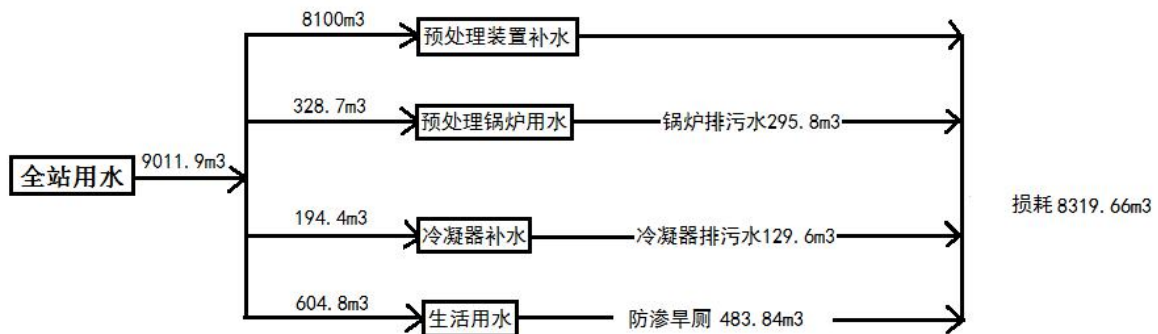 8100m3
预处理装置补水
328.7m3
预处理锅炉用水
锅炉排污水295.8m3
9011.9m3
全站用水
损耗8319.66m3
194.4m3
冷凝器补水
冷凝器排污水129.6m3
604.8m3
生活用水
防渗旱厕 483.84m3